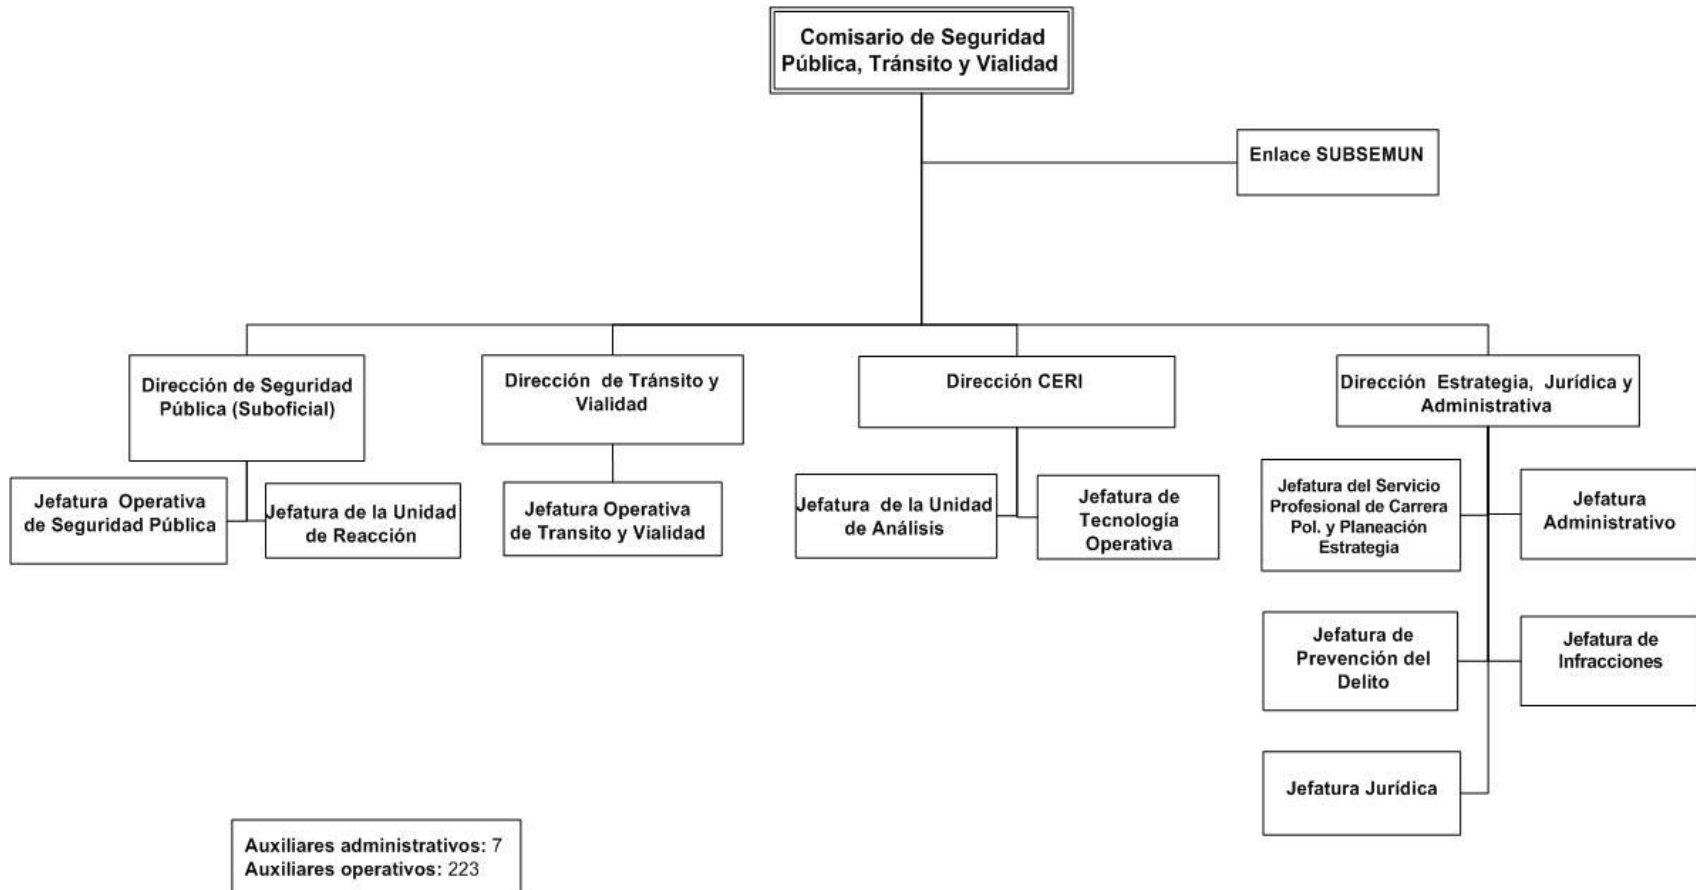 Comisario de Seguridad
Pública, Tránsito y Vialidad
Enlace SUBSEMUN
Dirección de Seguridad
Pública (Suboficial)
Dirección de Tránsito y
Vialidad
Dirección CERI
Dirección Estrategia, Jurídica y
Administrativa
Jefatura Operativa
de Seguridad Pública
Jefatura de la Unidad
de Reacción
Jefatura Operativa
de Transito y Vialidad
Jefatura de la Unidad
de Análisis
Jefatura de
Tecnología
Operativa
Jefatura del Servicio
Profesional de Carrera
Pol. y Planeación
Estrategia
Jefatura
Administrativo
Jefatura de
Prevención del
Delito
Jefatura de
Infracciones
Jefatura Jurídica
Auxiliares administrativos: 7
Auxiliares operativos: 223